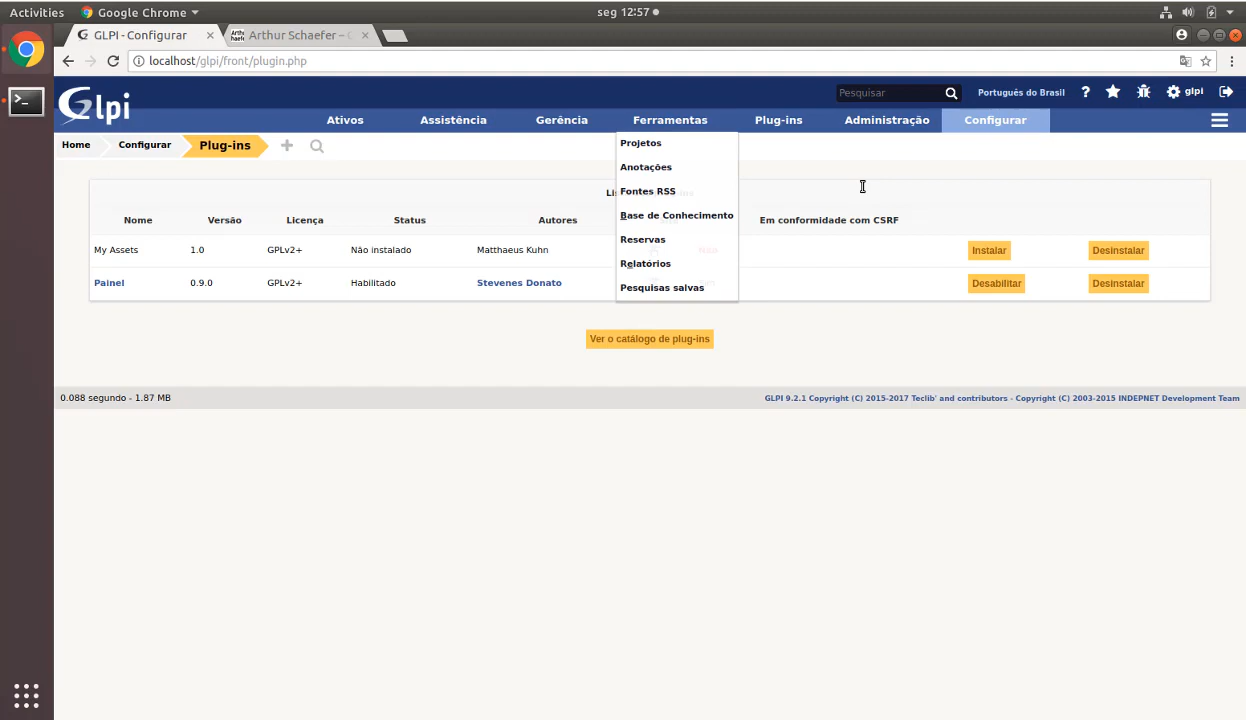 Activities Google Chrome seg 12:57
GLPI - Configurar Arthur Schaefer –
localhost/glpi/front/plugin.php
Glpi Pesquisar Português do Brasil ? glpi
Ativos Assistência Gerência Ferramentas Plug-ins Administração Configurar
Home Configurar Plug-ins
Projetos
Anotações
Fontes RSS
Base de Conhecimento
Reservas
Relatórios
Pesquisas salvas
Nome Versão Licença Status Autores Em conformidade com CSRF
My Assets 1.0 GPLv2+ Não instalado Matthaeus Kuhn Não Instalar Desinstalar
Painel 0.9.0 GPLv2+ Habilitado Stevenes Donato Desabilitar Desinstalar
Ver o catálogo de plug-ins
0.088 segundo - 1.87 MB GLPI 9.2.1 Copyright (C) 2015-2017 Teclib' and contributors - Copyright (C) 2003-2015 INDEPNET Development Team